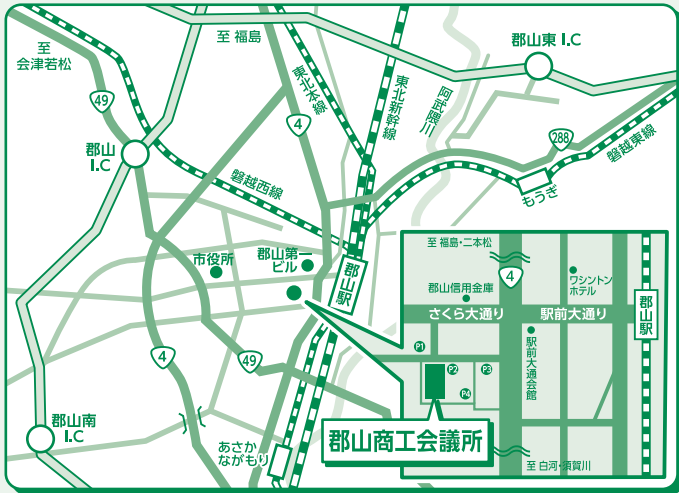 至
会津若松
至 福島
郡山東 I.C
49
東北本線
4
東北新幹線
阿武隈川
288
磐越東線
郡山
I.C
磐越西線
もうぎ
市役所
郡山第一
ビル
郡山駅
4
49
郡山南
I.C
あさか
ながもり
至 福島・二本松
4
ワシントン
ホテル
郡山信用金庫
さくら大通り
駅前大通り
郡山駅
駅前大通会館
P1
P2
P3
P4
郡山商工会議所
至 白河・須賀川